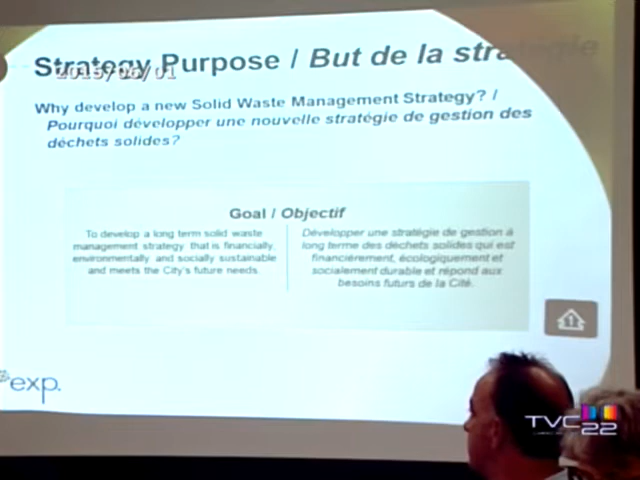 Strategy Purpose / But de la stratégie
2015/06/01
Why develop a new Solid Waste Management Strategy? /
Pourquoi développer une nouvelle stratégie de gestion des
déchets solides?
Goal / Objectif
To develop a long term solid waste
management strategy that is financially,
environmentally and socially sustainable
and meets the City's future needs.
Développer une stratégie de gestion à
long terme des déchets solides qui est
financièrement, écologiquement et
socialement durable et répond aux
besoins futurs de la Cité.
1
exp.
TVC
22